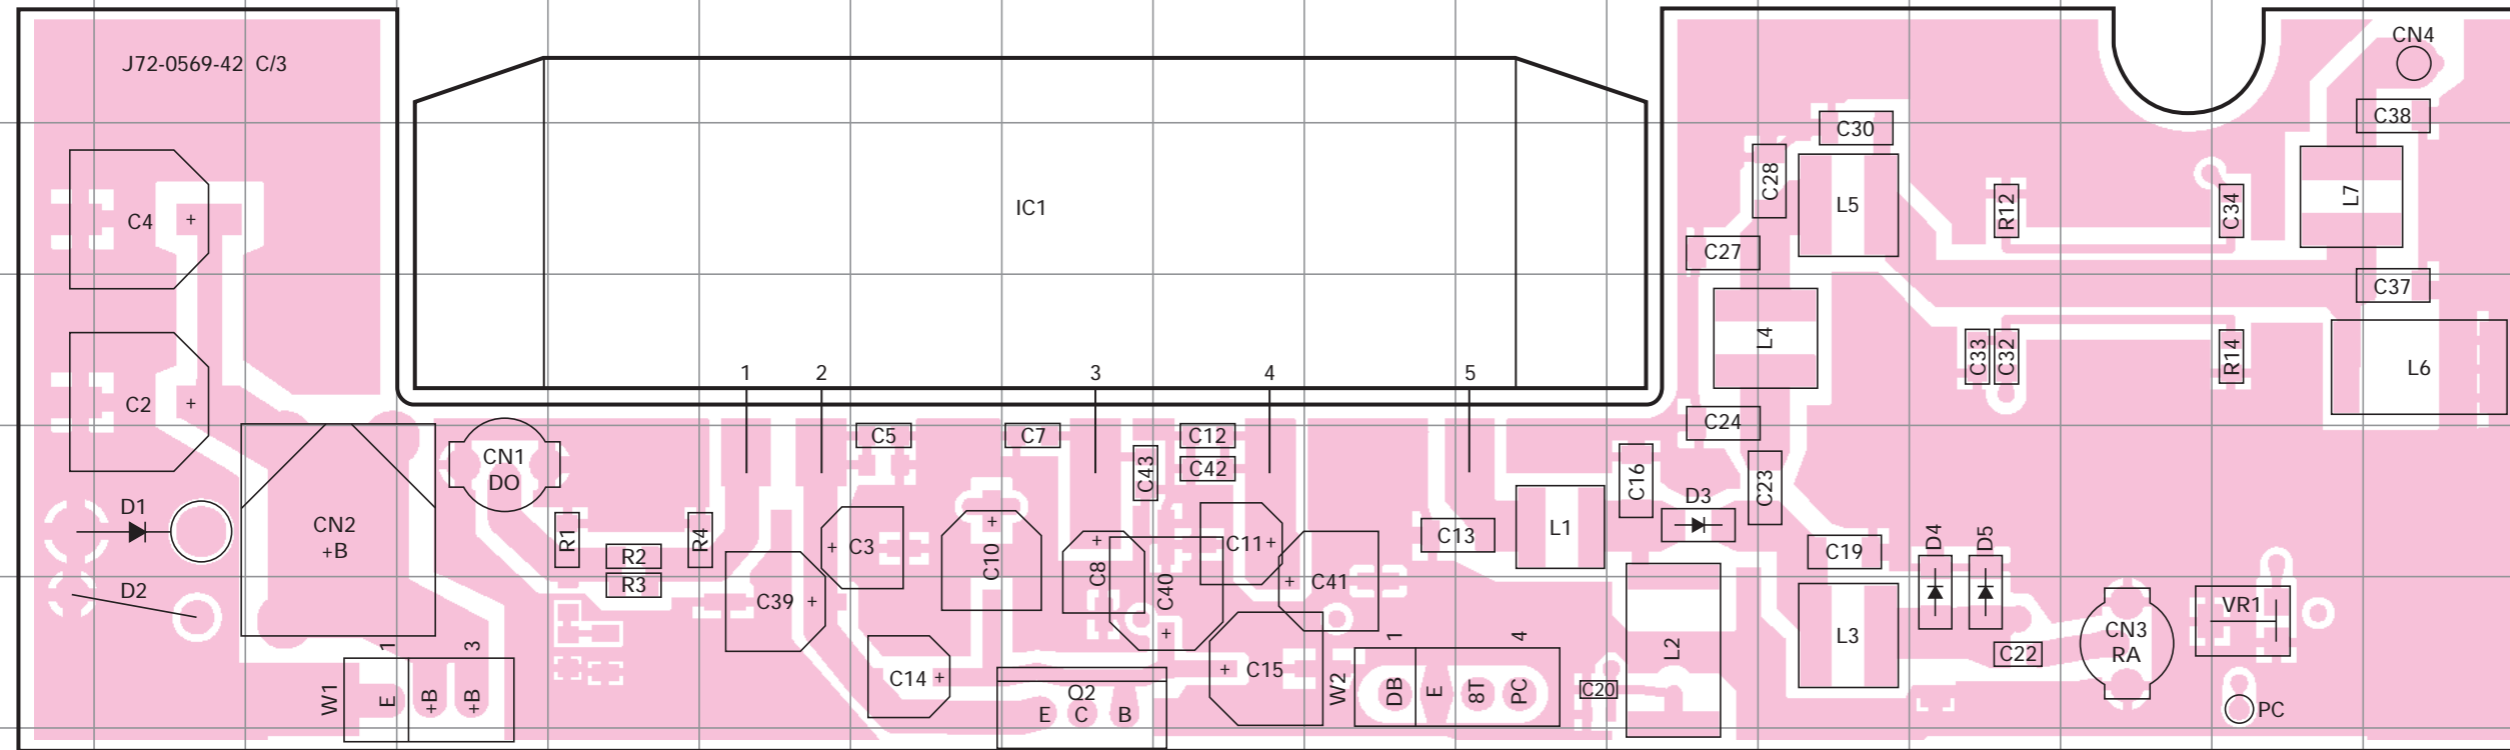 J72-0569-42 C/3
CN4
C38
C30
C28
L5
L7
R12
C34
C4 +
IC1
C27
C37
L4
1 2 3 4 5
C33
C32
R14
L6
C2 +
C24
C5
C7
C12
C42
C43
CN1
DO
C16
C23
D3
D1
CN2
+B
R1
R2
R3
R4
+ C3
+
C10
+
C8
C11+
C13
L1
C19
D4
D5
D2
C39 +
C40
+
+ C41
VR1
CN3
RA
L3
L2
C22
C14+
+ C15
C20
W1
1 3
E
+B
+B
Q2
E C B
W2
1 4
DB
E
8T
PC
PC